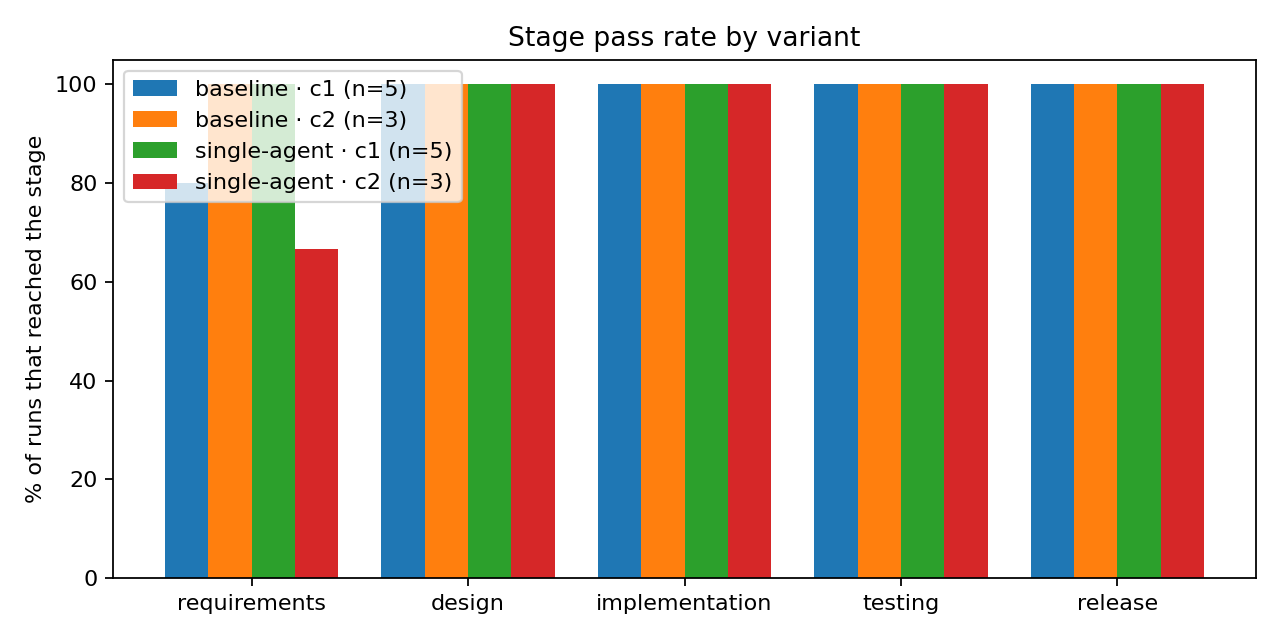 Stage pass rate by variant
% of runs that reached the stage
100
80
60
40
20
0
baseline · c1 (n=5)
baseline · c2 (n=3)
single-agent · c1 (n=5)
single-agent · c2 (n=3)
requirements design implementation testing release